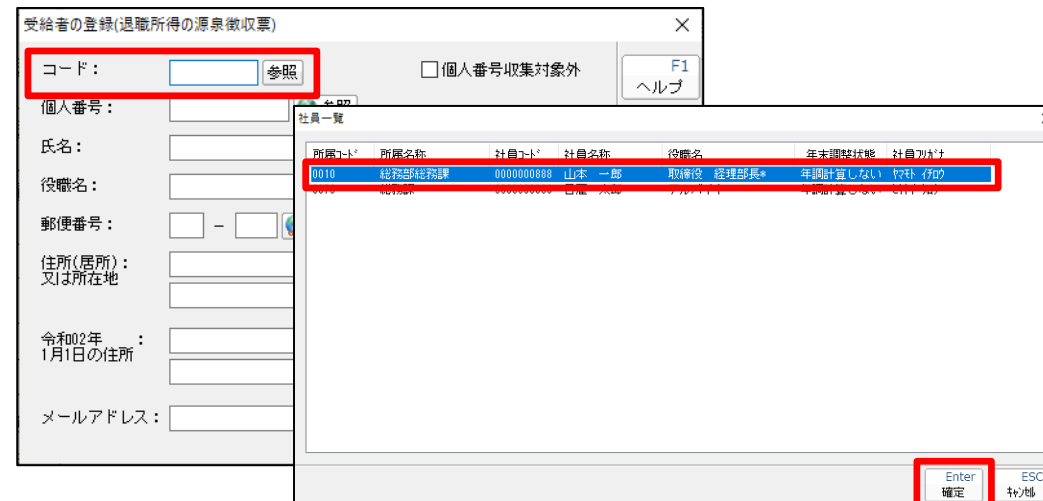 受給者の登録(退職所得の源泉徴収票)
コード：
参照
個人番号収集対象外
F1
ヘルプ
個人番号：
参照
氏名：
役職名：
郵便番号：
－
住所(居所)：
又は所在地
令和02年　：
1月1日の住所
メールアドレス：
社員一覧
所属ｺｰﾄﾞ 所属名称 社員ｺｰﾄﾞ 社員名称 役職名 年末調整状態 社員ﾌﾘｶﾞﾅ
0010 総務部総務課 0000000888 山本　一郎 取締役　経理部長* 年調計算しない ﾔﾏﾓﾄ ｲﾁﾛｳ
Enter
確定
ESC
ｷｬﾝｾﾙ